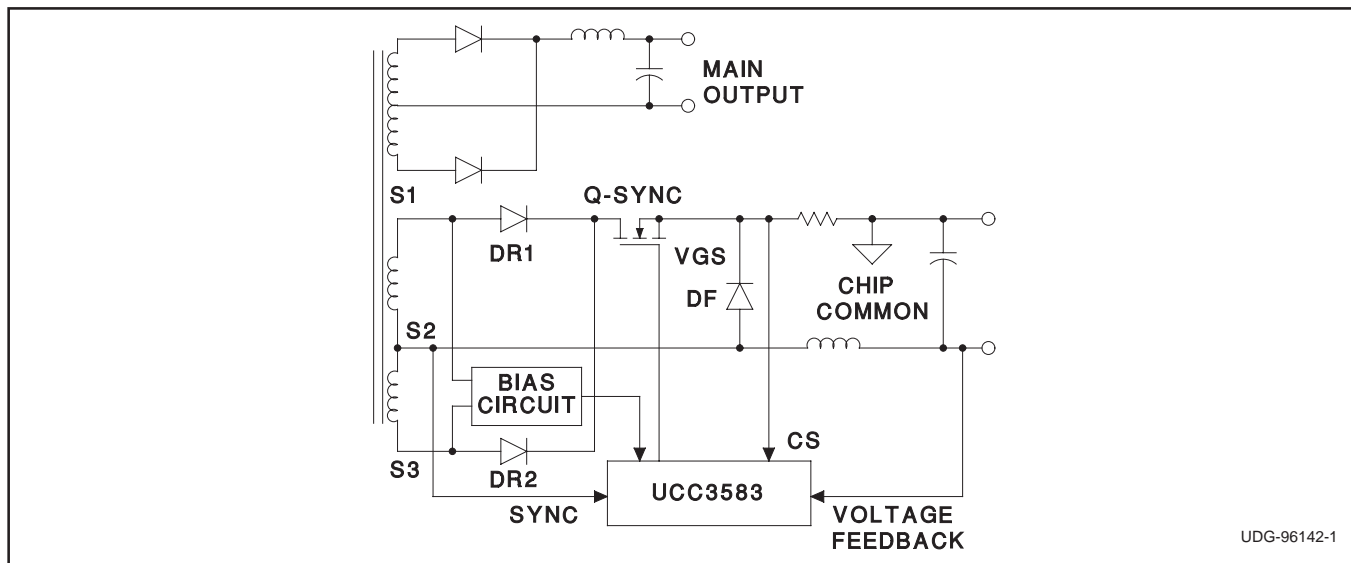 MAIN
OUTPUT
S1
Q-SYNC
DR1
VGS
DF
CHIP
COMMON
S2
BIAS
CIRCUIT
CS
S3
DR2
UCC3583
SYNC
VOLTAGE
FEEDBACK
UDG-96142-1